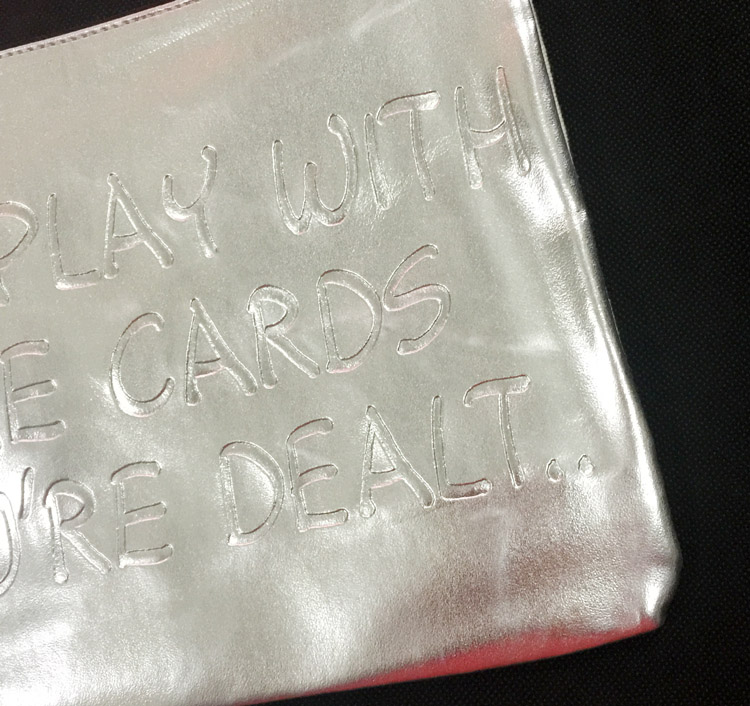 PLAY WITH
E CARDS
U'RE DEALT..